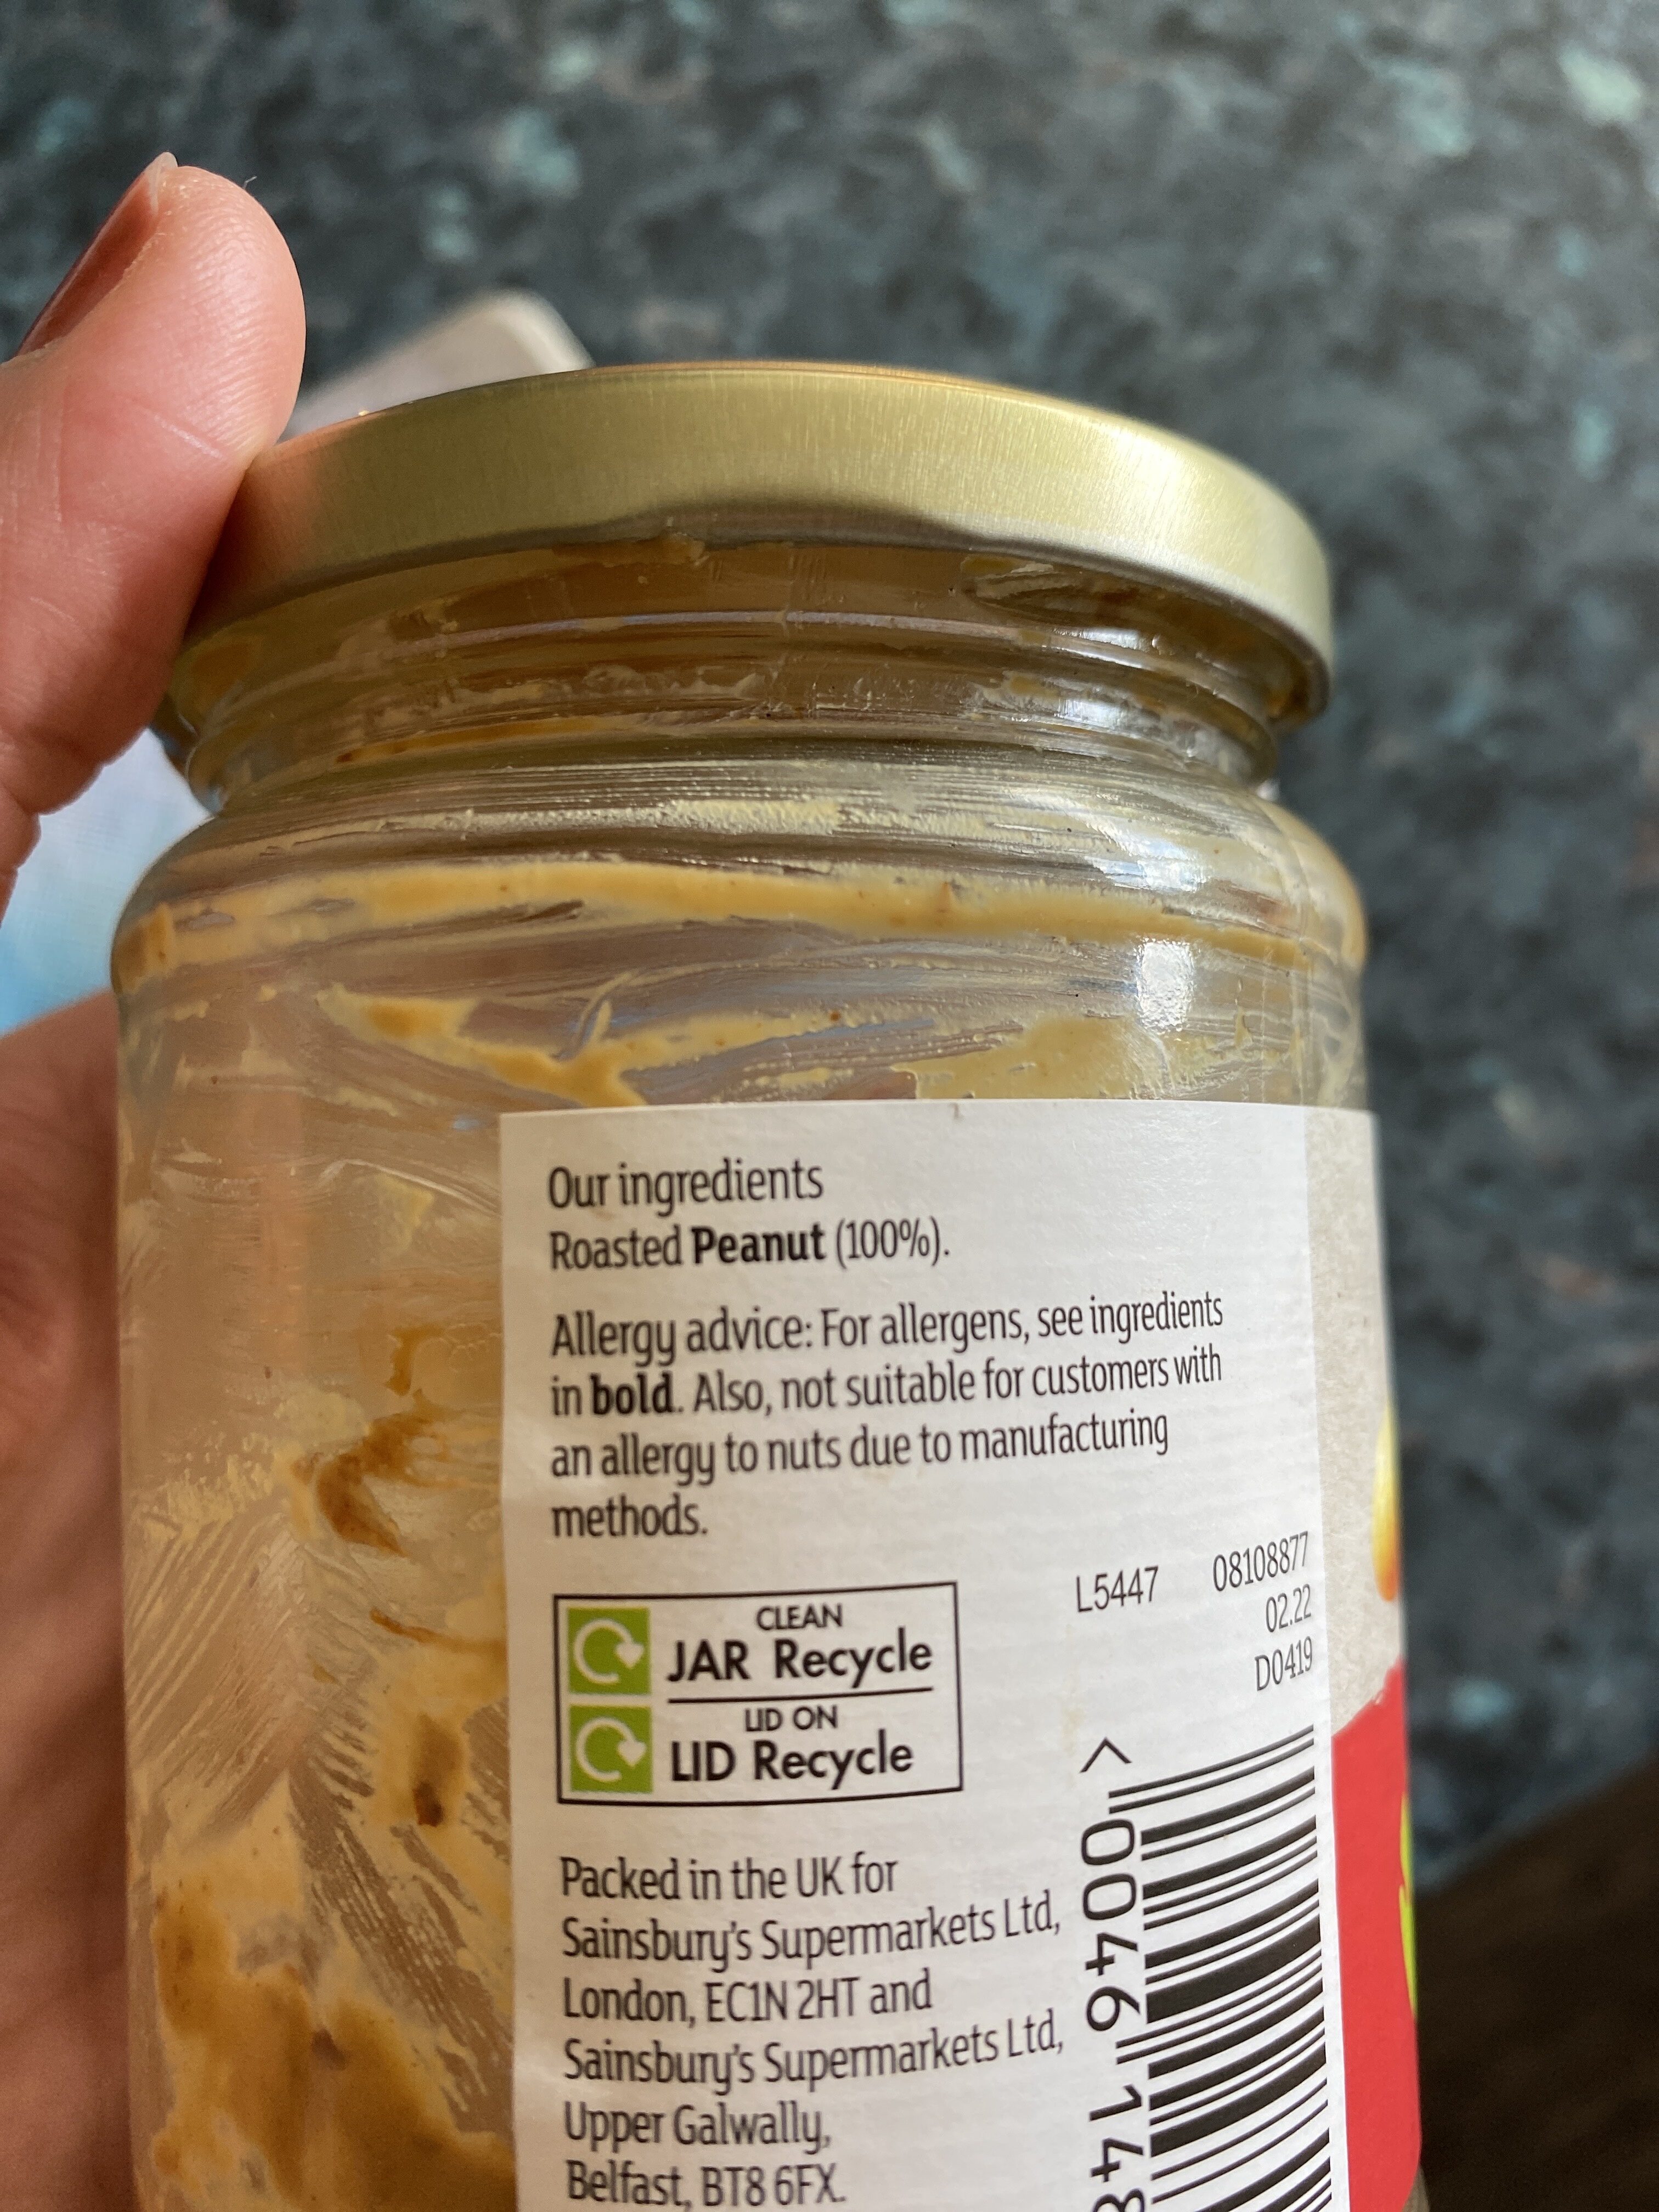 Our ingredients
Roasted Peanut (100%).
Allergy advice: For allergens, see ingredients
in bold. Also, not suitable for customers with
an allergy to nuts due to manufacturing
methods.
L5447 08108877
02.22
D0419
CLEAN
JAR Recycle
LID ON
LID Recycle
Packed in the UK for
Sainsbury's Supermarkets Ltd,
London, EC1N 2HT and
Sainsbury's Supermarkets Ltd,
Upper Galwally,
Belfast, BT8 6FX.